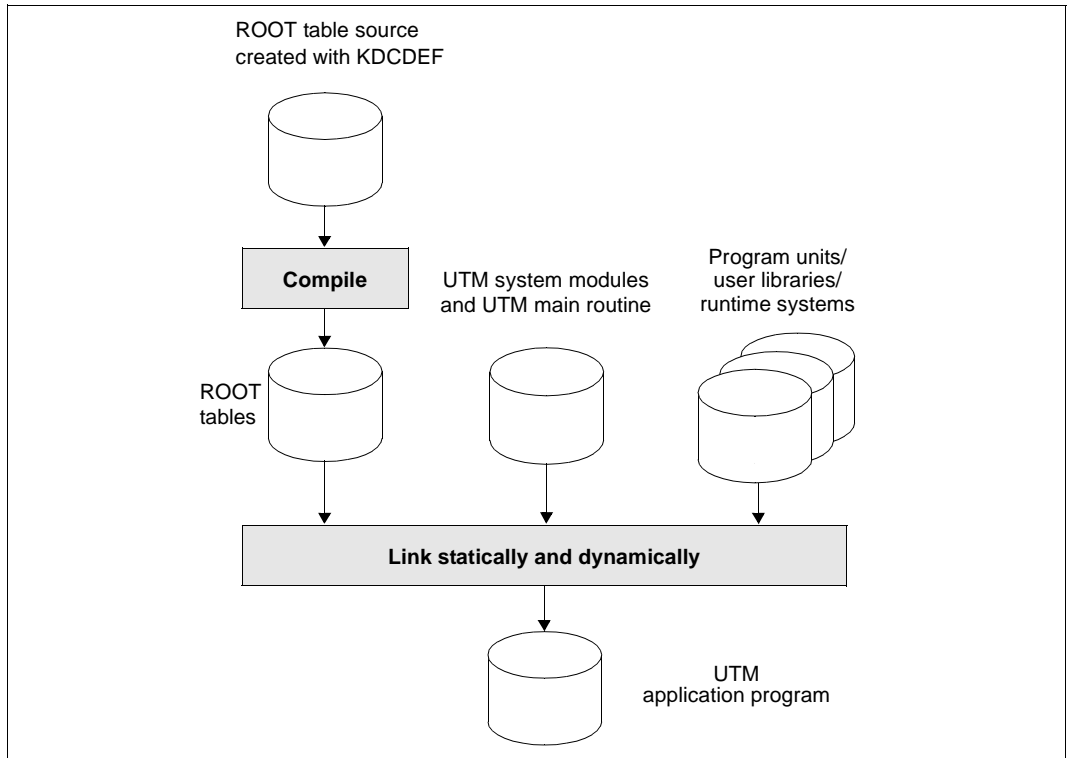 ROOT table source
created with KDCDEF
Compile
UTM system modules
and UTM main routine
Program units/
user libraries/
runtime systems
ROOT
tables
Link statically and dynamically
UTM
application program